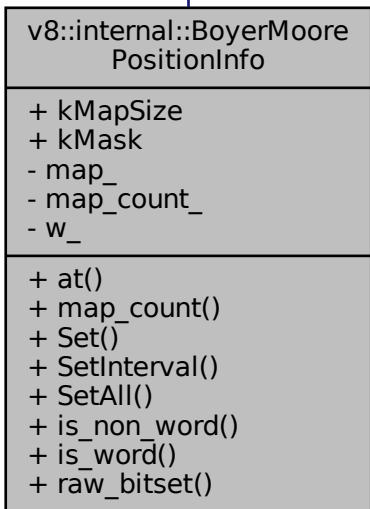 v8::internal::BoyerMoore
PositionInfo
+ kMapSize
+ kMask
- map_
- map_count_
- w_
+ at()
+ map_count()
+ Set()
+ SetInterval()
+ SetAll()
+ is_non_word()
+ is_word()
+ raw_bitset()